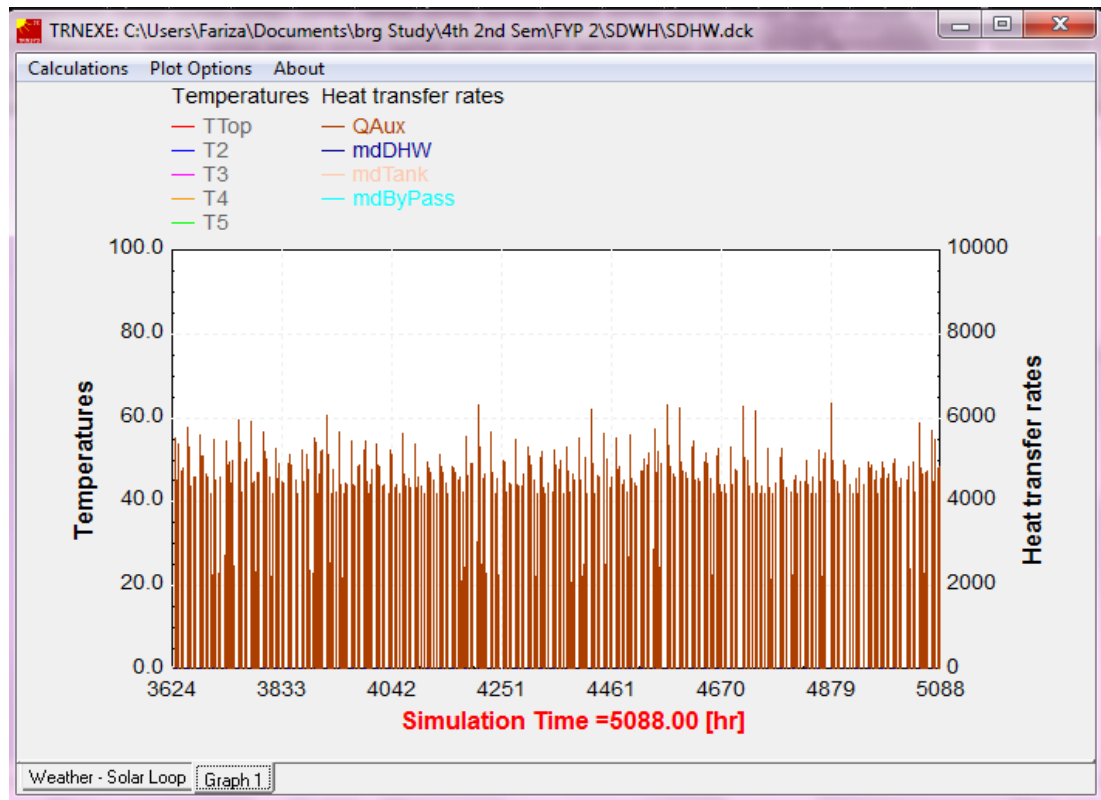 TRNEXE: C:\Users\Fariza\Documents\brg Study\4th 2nd Sem\FYP 2\SDWH\SDHW.dck
Calculations Plot Options About
Temperatures Heat transfer rates
TTop QAux
T2 mdDHW
T3 mdTank
T4 mdByPass
T5
100.0 10000
80.0 8000
60.0 6000
40.0 4000
20.0 2000
0.0 0
Temperatures
Heat transfer rates
3624 3833 4042 4251 4461 4670 4879 5088
Simulation Time =5088.00 [hr]
Weather - Solar Loop Graph 1